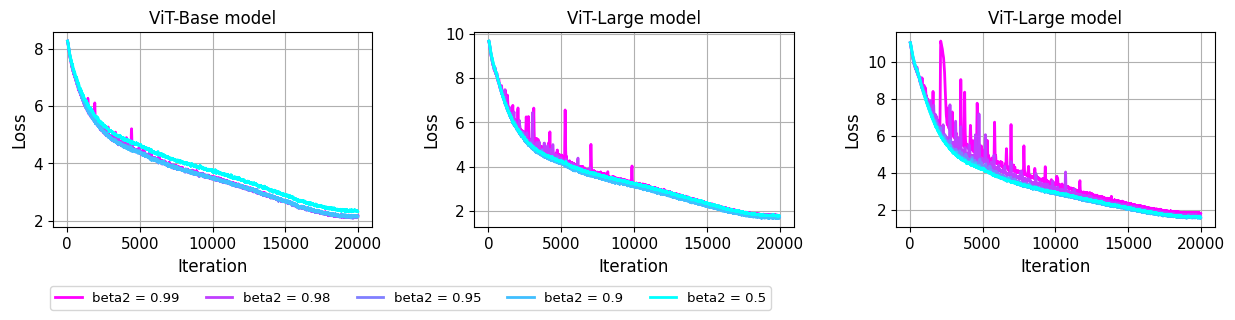 ViT-Base model
8
6
4
2
Loss
0
5000
10000
15000
20000
Iteration
ViT-Large model
10
8
6
4
2
Loss
0
5000
10000
15000
20000
Iteration
ViT-Large model
10
8
6
4
2
Loss
0
5000
10000
15000
20000
Iteration
beta2 = 0.99
beta2 = 0.98
beta2 = 0.95
beta2 = 0.9
beta2 = 0.5